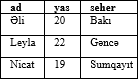 ad yas seher
Əli 20 Bakı
Leyla 22 Gəncə
Nicat 19 Sumqayıt